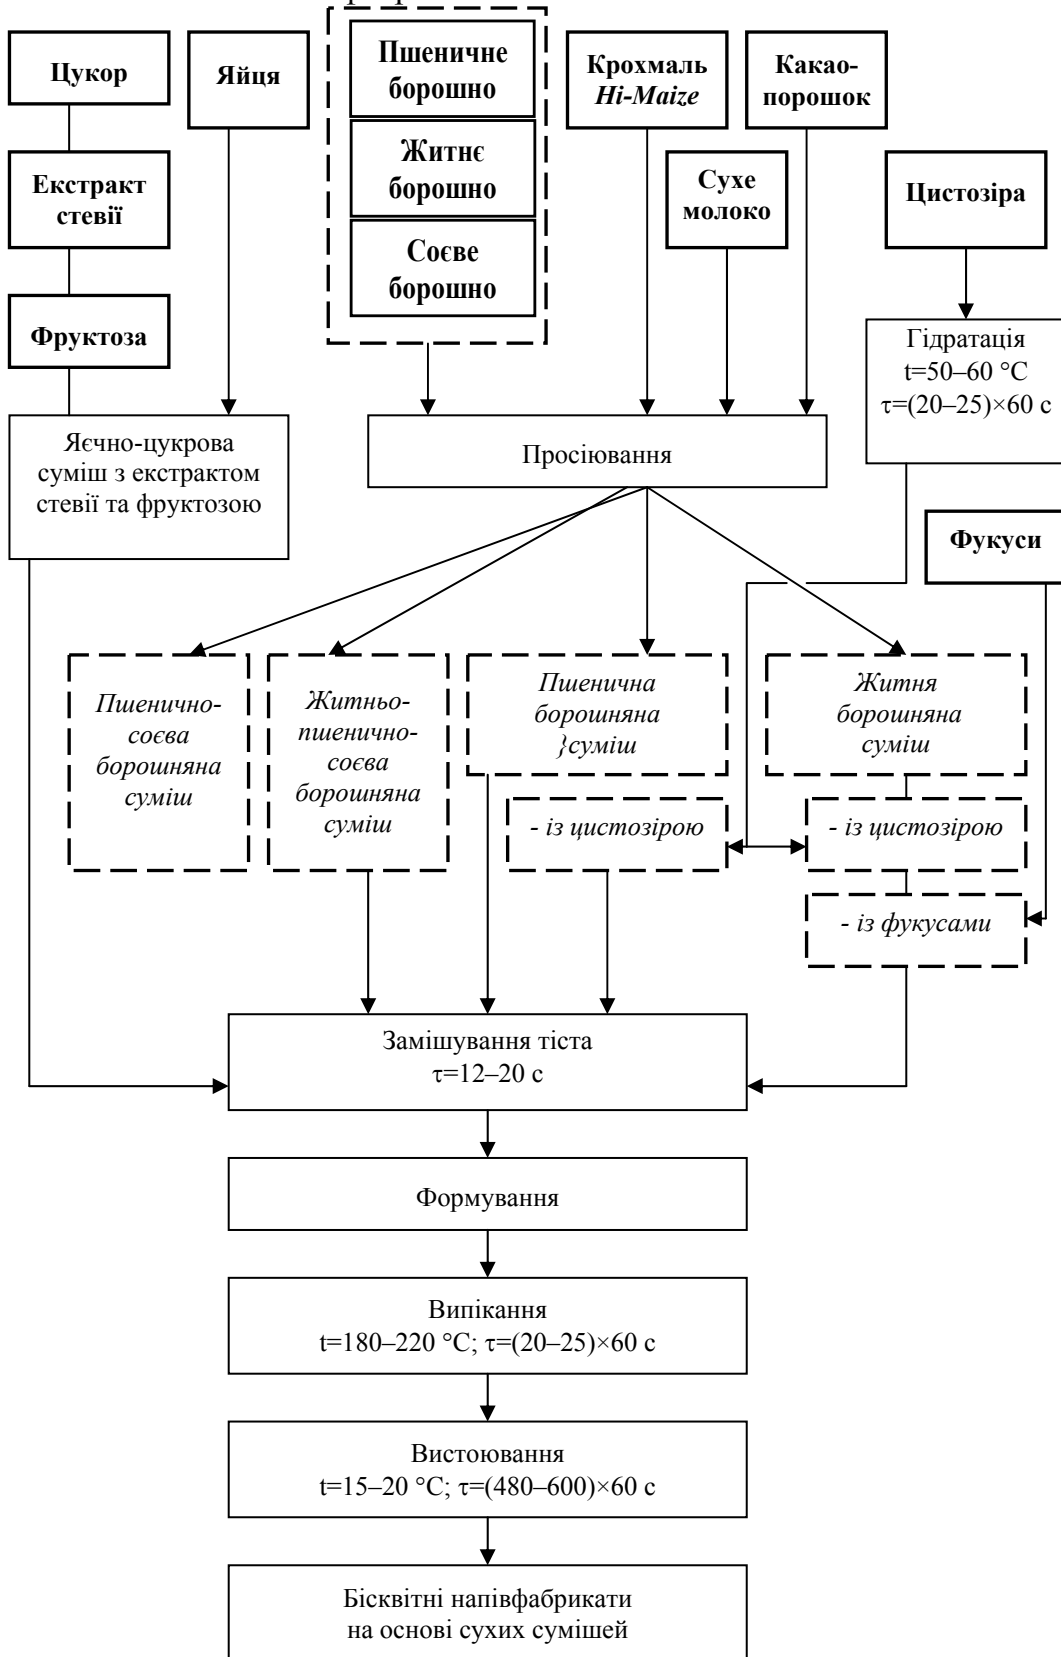 Цукор
Яйця
Пшеничне
борошно
Житнє
борошно
Соєве
борошно
Крохмаль
Hi-Maize
Какао-
порошок
Сухе
молоко
Цистозіра
Екстракт
стевії
Фруктоза
Гідратація
t=50–60 °С
τ=(20–25)×60 с
Яєчно-цукрова
суміш з екстрактом
стевії та фруктозою
Просіювання
Фукуси
Пшенично-
соєва
борошняна
суміш
Житньо-
пшенично-
соєва
борошняна
суміш
Пшенична
борошняна
}суміш
Житня
борошняна
суміш
- із цистозірою
- із цистозірою
- із фукусами
Замішування тіста
τ=12–20 с
Формування
Випікання
t=180–220 °С; τ=(20–25)×60 с
Вистоювання
t=15–20 °С; τ=(480–600)×60 с
Бісквітні напівфабрикати
на основі сухих сумішей